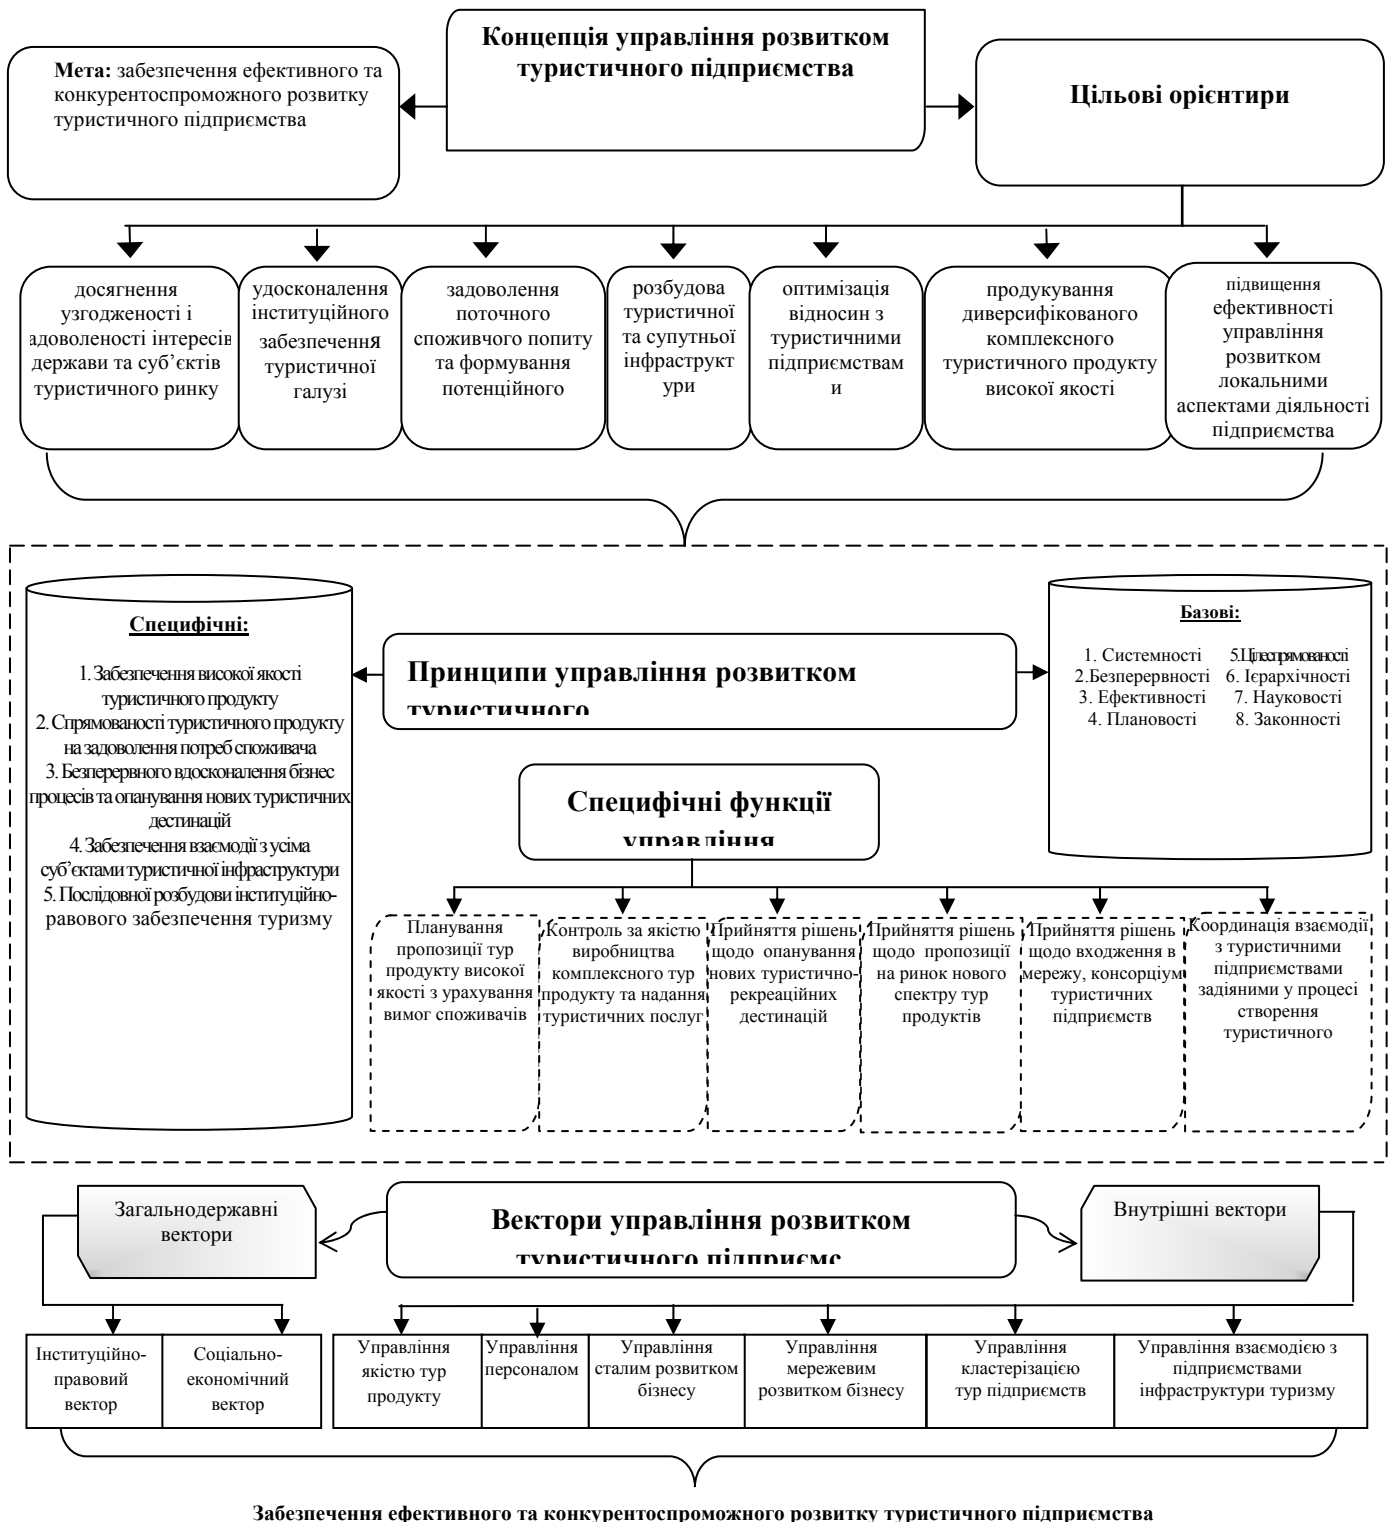 Концепція управління розвитком
туристичного підприємства
Мета: забезпечення ефективного та
конкурентоспроможного розвитку
туристичного підприємства
Цільові орієнтири
досягнення
узгодженості і
адоволеності інтересів
держави та суб’єктів
туристичного ринку
удосконалення
інституційного
забезпечення
туристичної
галузі
задоволення
поточного
споживчого попиту
та формування
потенційного
розбудова
туристичної
та супутньої
інфраструкт
ури
оптимізація
відносин з
туристичними
підприємствам
и
продукування
диверсифікованого
комплексного
туристичного продукту
високої якості
підвищення
ефективності
управління
розвитком
локальними
аспектами діяльності
підприємства
Специфічні:
1. Забезпечення високої якості
туристичного продукту
2. Спрямованості туристичного продукту
на задоволення потреб споживача
3. Безперервного вдосконалення бізнес
процесів та опанування нових туристичних
дестинацій
4. Забезпечення взаємодії з усіма
суб’єктами туристичної інфраструктури
5. Послідовної розбудови інституційно-
равового забезпечення туризму
Принципи управління розвитком
туристичного
Базові:
1. Системності
2.Безперервності
3. Ефективності
4. Плановості
5.Цілеспрямованості
6. Ієрархічності
7. Науковості
8. Законності
Специфічні функції
управління
Планування
пропозиції тур
продукту високої
якості з урахування
вимог споживачів
Контроль за якістю
виробництва
комплексного тур
продукту та надання
туристичних послуг
Прийняття рішень
щодо опанування
нових туристично-
рекреаційних
дестинацій
Прийняття рішень
щодо пропозиції
на ринок нового
спектру тур
продуктів
Прийняття рішень
щодо входження в
мережу, консорціум
туристичних
підприємств
Координація взаємодії
з туристичними
підприємствами
задіяними у процесі
створення
туристичного
Загальнодержавні
вектори
Вектори управління розвитком
туристичного підприємс
Внутрішні вектори
Інституційно-
правовий
вектор
Соціально-
економічний
вектор
Управління
якістю тур
продукту
Управління
персоналом
Управління
сталим розвитком
бізнесу
Управління
мережевим
розвитком бізнесу
Управління
кластерізацією
тур підприємств
Управління взаємодією з
підприємствами
інфраструктури туризму
Забезпечення ефективного та конкурентоспроможного розвитку туристичного підприємства